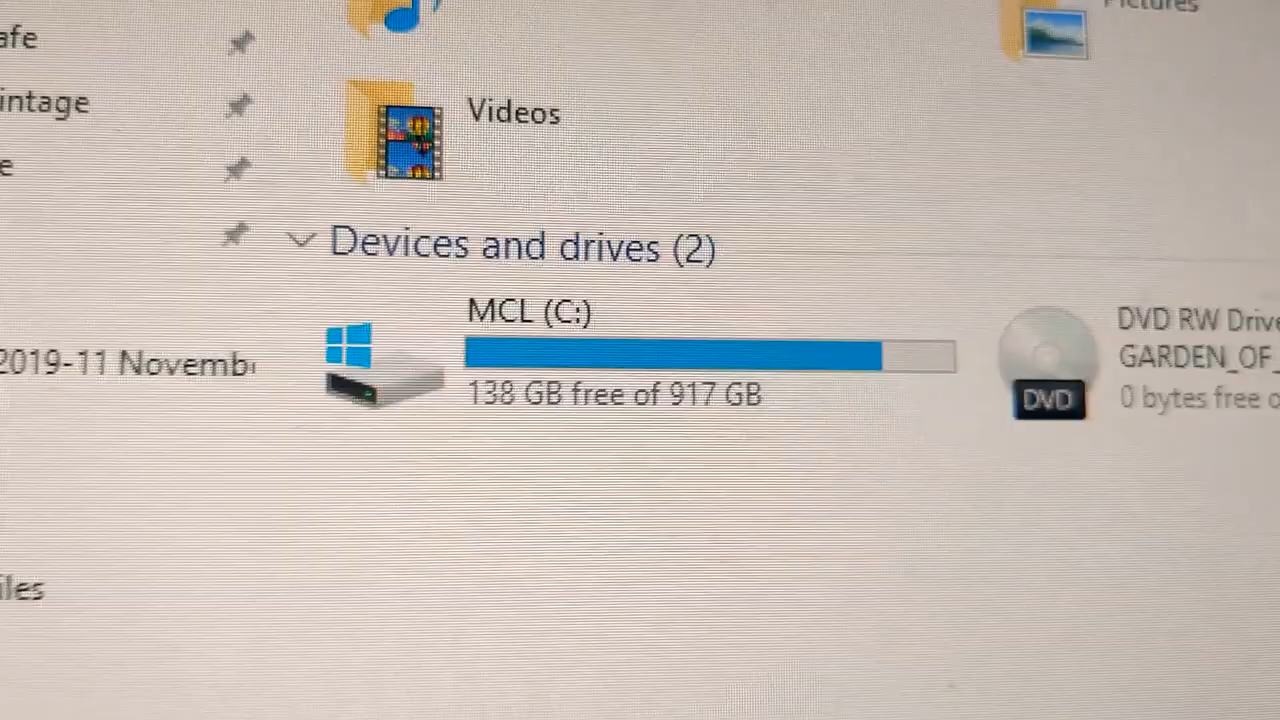 Pictures
afe
intage
Videos
e
Devices and drives (2)
MCL (C:)
138 GB free of 917 GB
2019-11 Novemb
DVD RW Drive
GARDEN_OF_
0 bytes free o
DVD
iles